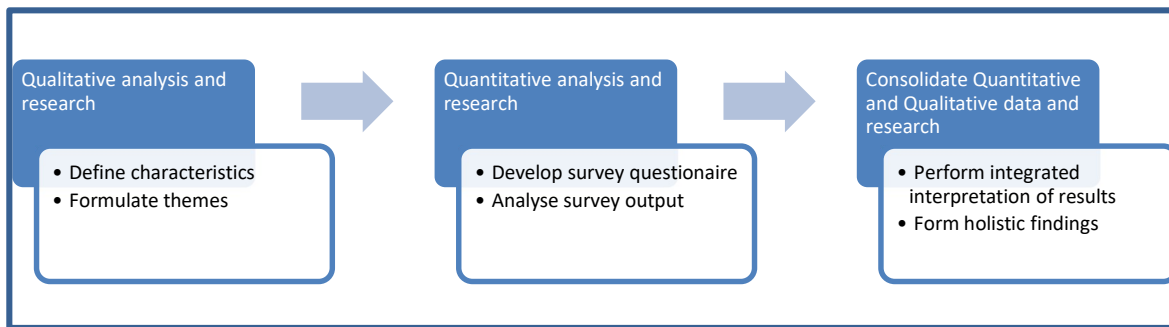 Qualitative analysis and
research
• Define characteristics
• Formulate themes
Quantitative analysis and
research
• Develop survey questionaire
• Analyse survey output
Consolidate Quantitative
and Qualitative data and
research
• Perform integrated
interpretation of results
• Form holistic findings